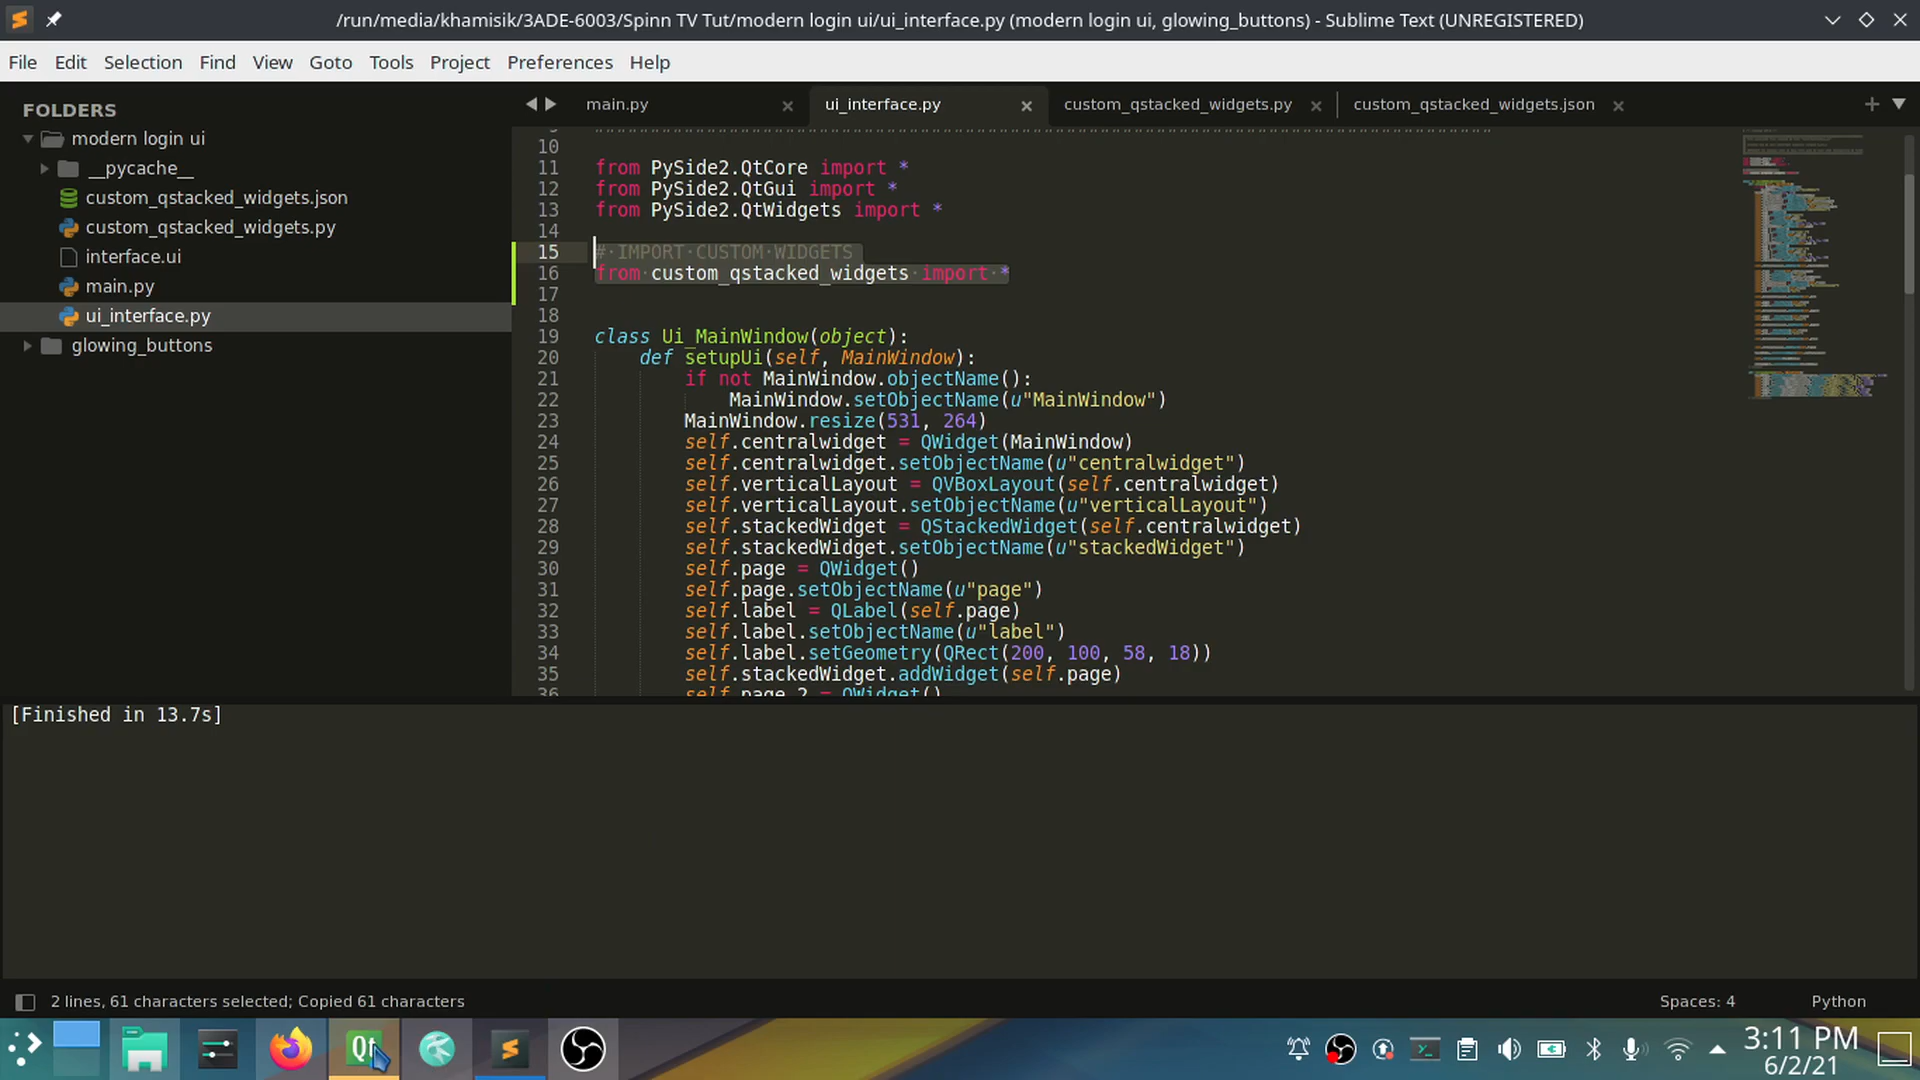 /run/media/khamisik/3ADE-6003/Spinn TV Tut/modern login ui/ui_interface.py (modern login ui, glowing_buttons) - Sublime Text (UNREGISTERED)
File Edit Selection Find View Goto Tools Project Preferences Help
FOLDERS
modern login ui
__pycache__
custom_qstacked_widgets.json
custom_qstacked_widgets.py
interface.ui
main.py
ui_interface.py
glowing_buttons
main.py ui_interface.py custom_qstacked_widgets.py custom_qstacked_widgets.json
10
11 from PySide2.QtCore import *
12 from PySide2.QtGui import *
13 from PySide2.QtWidgets import *
14
15 # IMPORT CUSTOM WIDGETS
16 from custom_qstacked_widgets import *
17
18
19 class Ui_MainWindow(object):
20 def setupUi(self, MainWindow):
21 if not MainWindow.objectName():
22 MainWindow.setObjectName(u"MainWindow")
23 MainWindow.resize(531, 264)
24 self.centralwidget = QWidget(MainWindow)
25 self.centralwidget.setObjectName(u"centralwidget")
26 self.verticalLayout = QVBoxLayout(self.centralwidget)
27 self.verticalLayout.setObjectName(u"verticalLayout")
28 self.stackedWidget = QStackedWidget(self.centralwidget)
29 self.stackedWidget.setObjectName(u"stackedWidget")
30 self.page = QWidget()
31 self.page.setObjectName(u"page")
32 self.label = QLabel(self.page)
33 self.label.setObjectName(u"label")
34 self.label.setGeometry(QRect(200, 100, 58, 18))
35 self.stackedWidget.addWidget(self.page)
36 self.page_2 = QWidget()
[Finished in 13.7s]
2 lines, 61 characters selected; Copied 61 characters
Spaces: 4 Python
Qt
3:11 PM
6/2/21